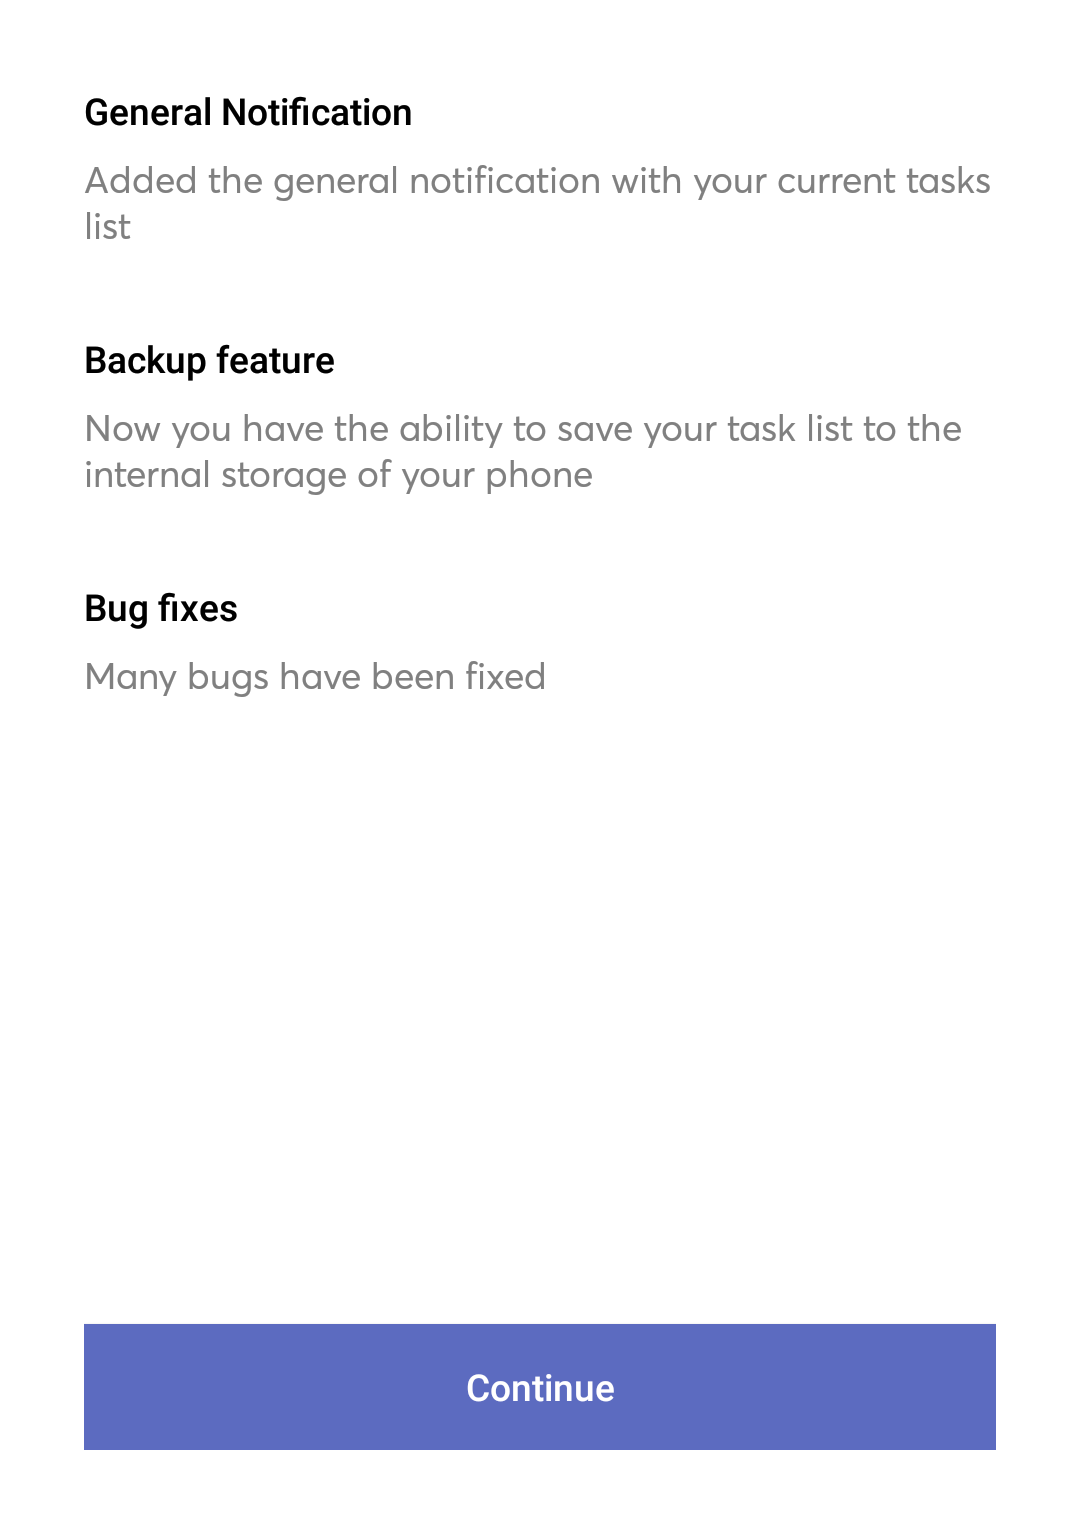 General Notification
Added the general notification with your current tasks
list
Backup feature
Now you have the ability to save your task list to the
internal storage of your phone
Bug fixes
Many bugs have been fixed
Continue